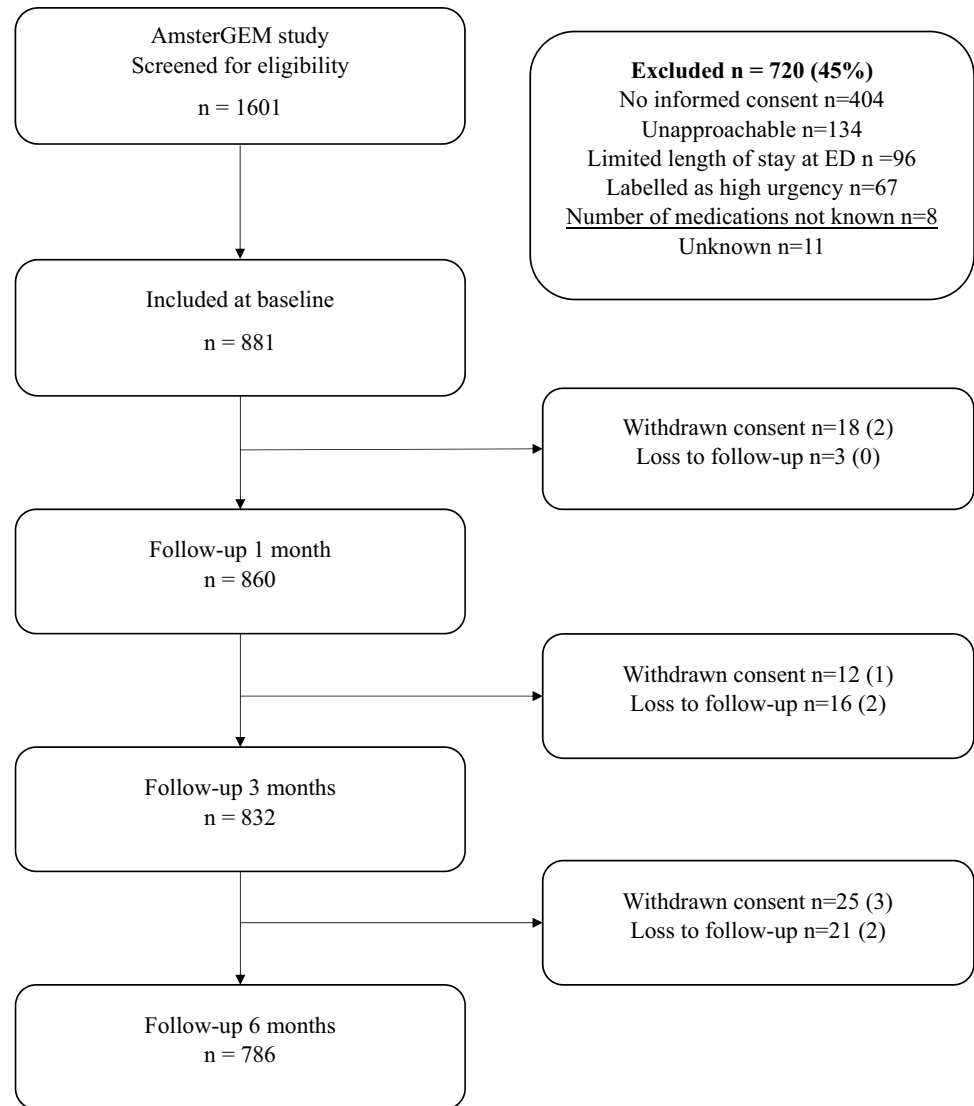 AmsterGEM study
Screened for eligibility
n = 1601
Excluded n = 720 (45%)
No informed consent n=404
Unapproachable n=134
Limited length of stay at ED n =96
Labelled as high urgency n=67
Number of medications not known n=8
Unknown n=11
Included at baseline
n = 881
Withdrawn consent n=18 (2)
Loss to follow-up n=3 (0)
Follow-up 1 month
n = 860
Withdrawn consent n=12 (1)
Loss to follow-up n=16 (2)
Follow-up 3 months
n = 832
Withdrawn consent n=25 (3)
Loss to follow-up n=21 (2)
Follow-up 6 months
n = 786